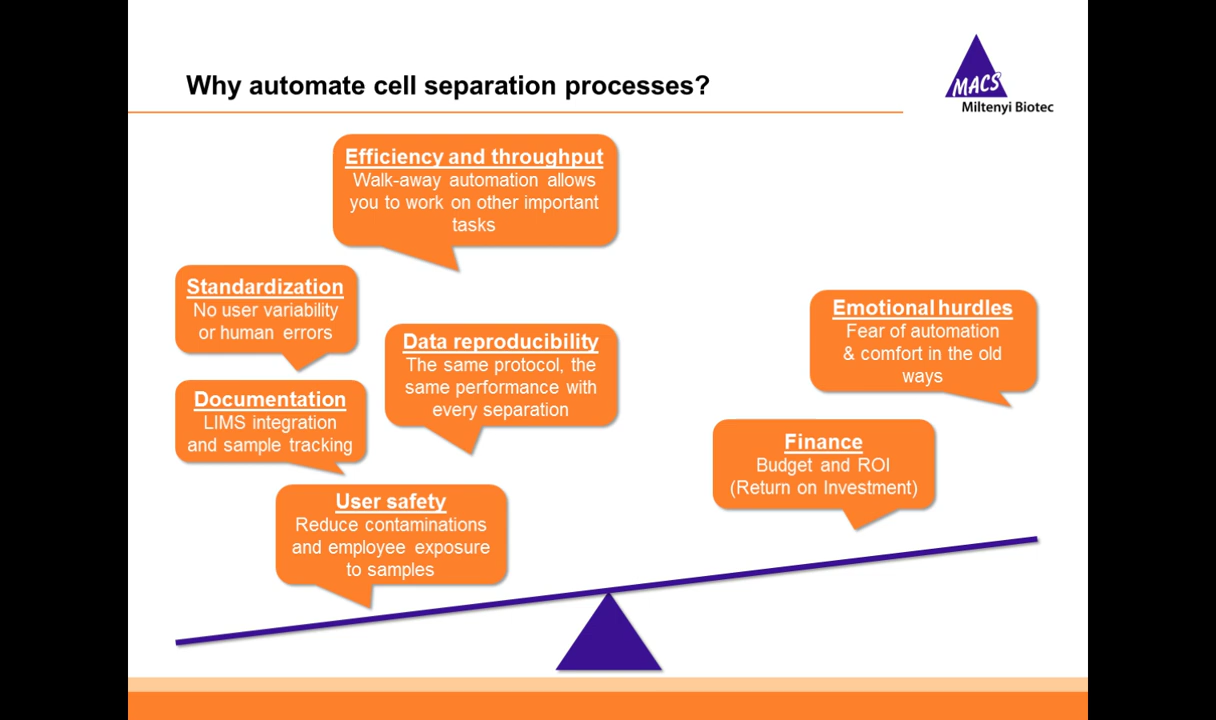 Why automate cell separation processes?
MACS
Miltenyi Biotec
Efficiency and throughput
Walk-away automation allows
you to work on other important
tasks
Standardization
No user variability
or human errors
Data reproducibility
The same protocol, the
same performance with
every separation
Documentation
LIMS integration
and sample tracking
User safety
Reduce contaminations
and employee exposure
to samples
Emotional hurdles
Fear of automation
& comfort in the old
ways
Finance
Budget and ROI
(Return on Investment)